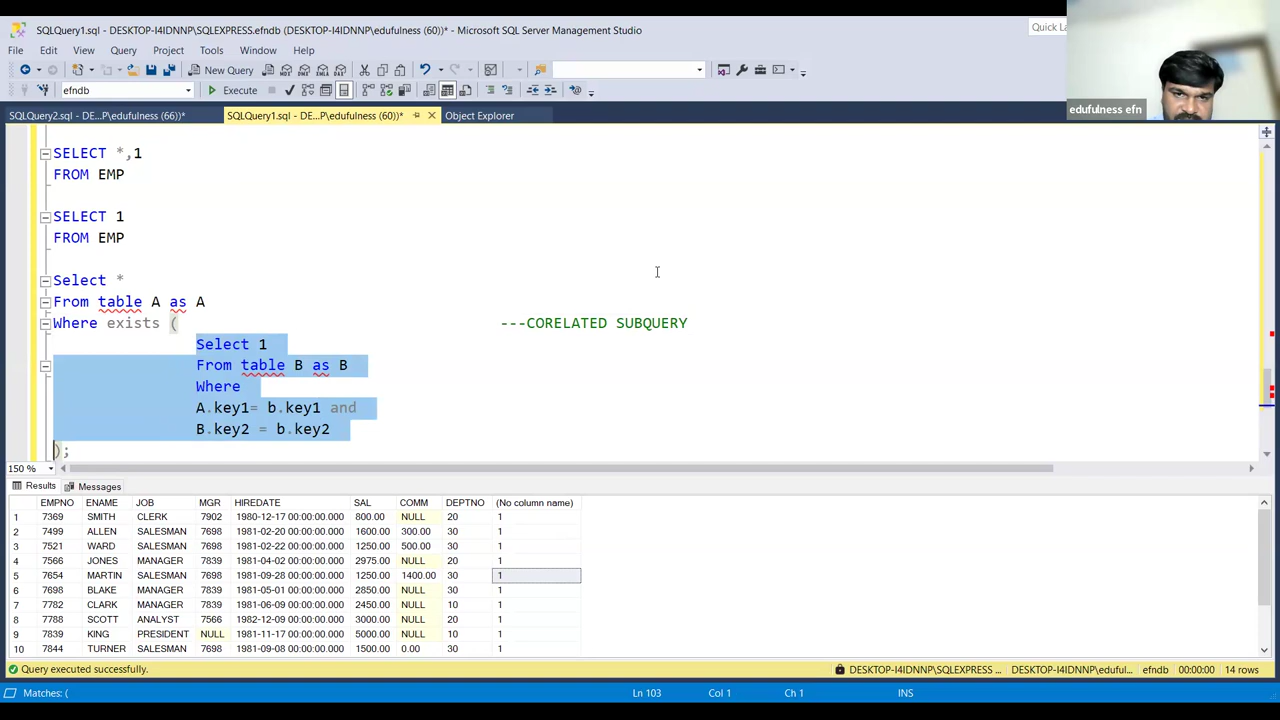 SQLQuery1.sql - DESKTOP-I4IDNNP\SQLEXPRESS.efndb (DESKTOP-I4IDNNP\edufulness (60))* - Microsoft SQL Server Management Studio
Quick La
File Edit View Query Project Tools Window Help
New Query
efndb Execute
SQLQuery2.sql - DE...P\edufulness (66))* SQLQuery1.sql - DE...P\edufulness (60))* Object Explorer
edufulness efn
SELECT *,1
FROM EMP
SELECT 1
FROM EMP
Select *
From table A as A
Where exists ( ---CORELATED SUBQUERY
Select 1
From table B as B
Where
A.key1= b.key1 and
B.key2 = b.key2
);
150 %
Results Messages
EMPNO ENAME JOB MGR HIREDATE SAL COMM DEPTNO (No column name)
1 7369 SMITH CLERK 7902 1980-12-17 00:00:00.000 800.00 NULL 20 1
2 7499 ALLEN SALESMAN 7698 1981-02-20 00:00:00.000 1600.00 300.00 30 1
3 7521 WARD SALESMAN 7698 1981-02-22 00:00:00.000 1250.00 500.00 30 1
4 7566 JONES MANAGER 7839 1981-04-02 00:00:00.000 2975.00 NULL 20 1
5 7654 MARTIN SALESMAN 7698 1981-09-28 00:00:00.000 1250.00 1400.00 30 1
6 7698 BLAKE MANAGER 7839 1981-05-01 00:00:00.000 2850.00 NULL 30 1
7 7782 CLARK MANAGER 7839 1981-06-09 00:00:00.000 2450.00 NULL 10 1
8 7788 SCOTT ANALYST 7566 1982-12-09 00:00:00.000 3000.00 NULL 20 1
9 7839 KING PRESIDENT NULL 1981-11-17 00:00:00.000 5000.00 NULL 10 1
10 7844 TURNER SALESMAN 7698 1981-09-08 00:00:00.000 1500.00 0.00 30 1
Query executed successfully. DESKTOP-I4IDNNP\SQLEXPRESS ... DESKTOP-I4IDNNP\eduful... efndb 00:00:00 14 rows
Matches: ( Ln 103 Col 1 Ch 1 INS